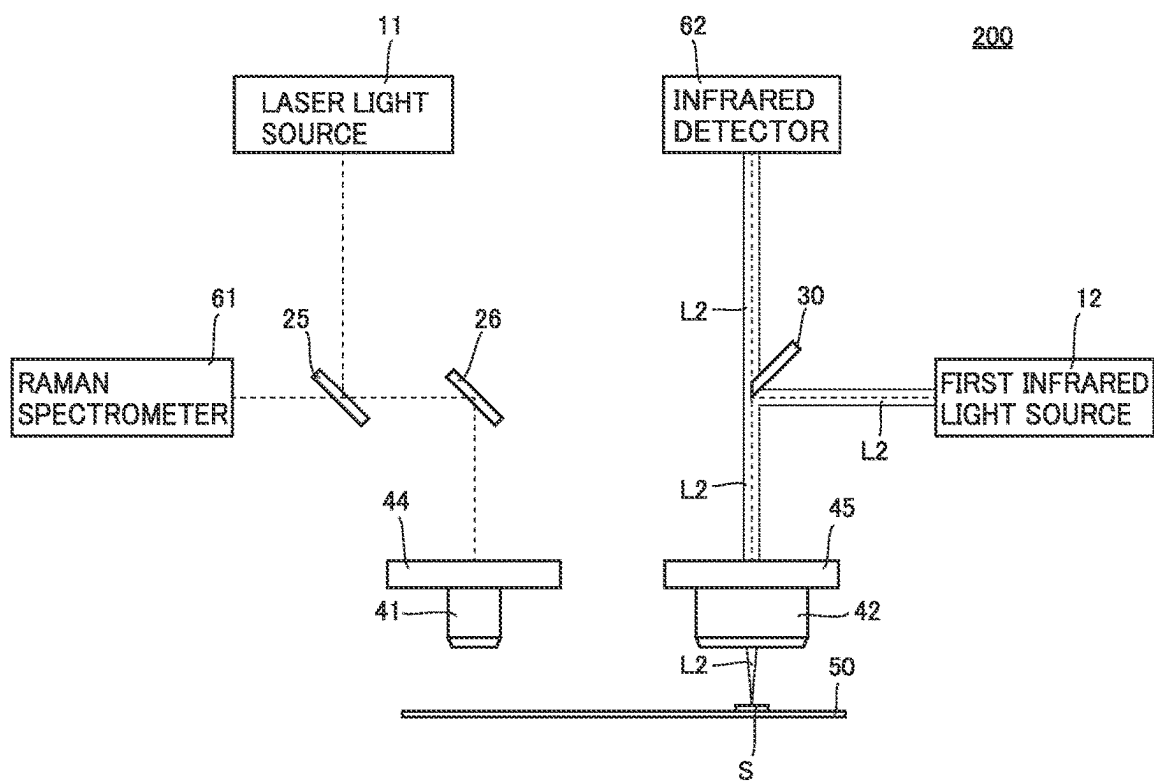 11
62
200
LASER LIGHT
SOURCE
INFRARED
DETECTOR
61
25
26
L2
30
12
RAMAN
SPECTROMETER
FIRST INFRARED
LIGHT SOURCE
L2
L2
44
45
41
42
L2
50
S